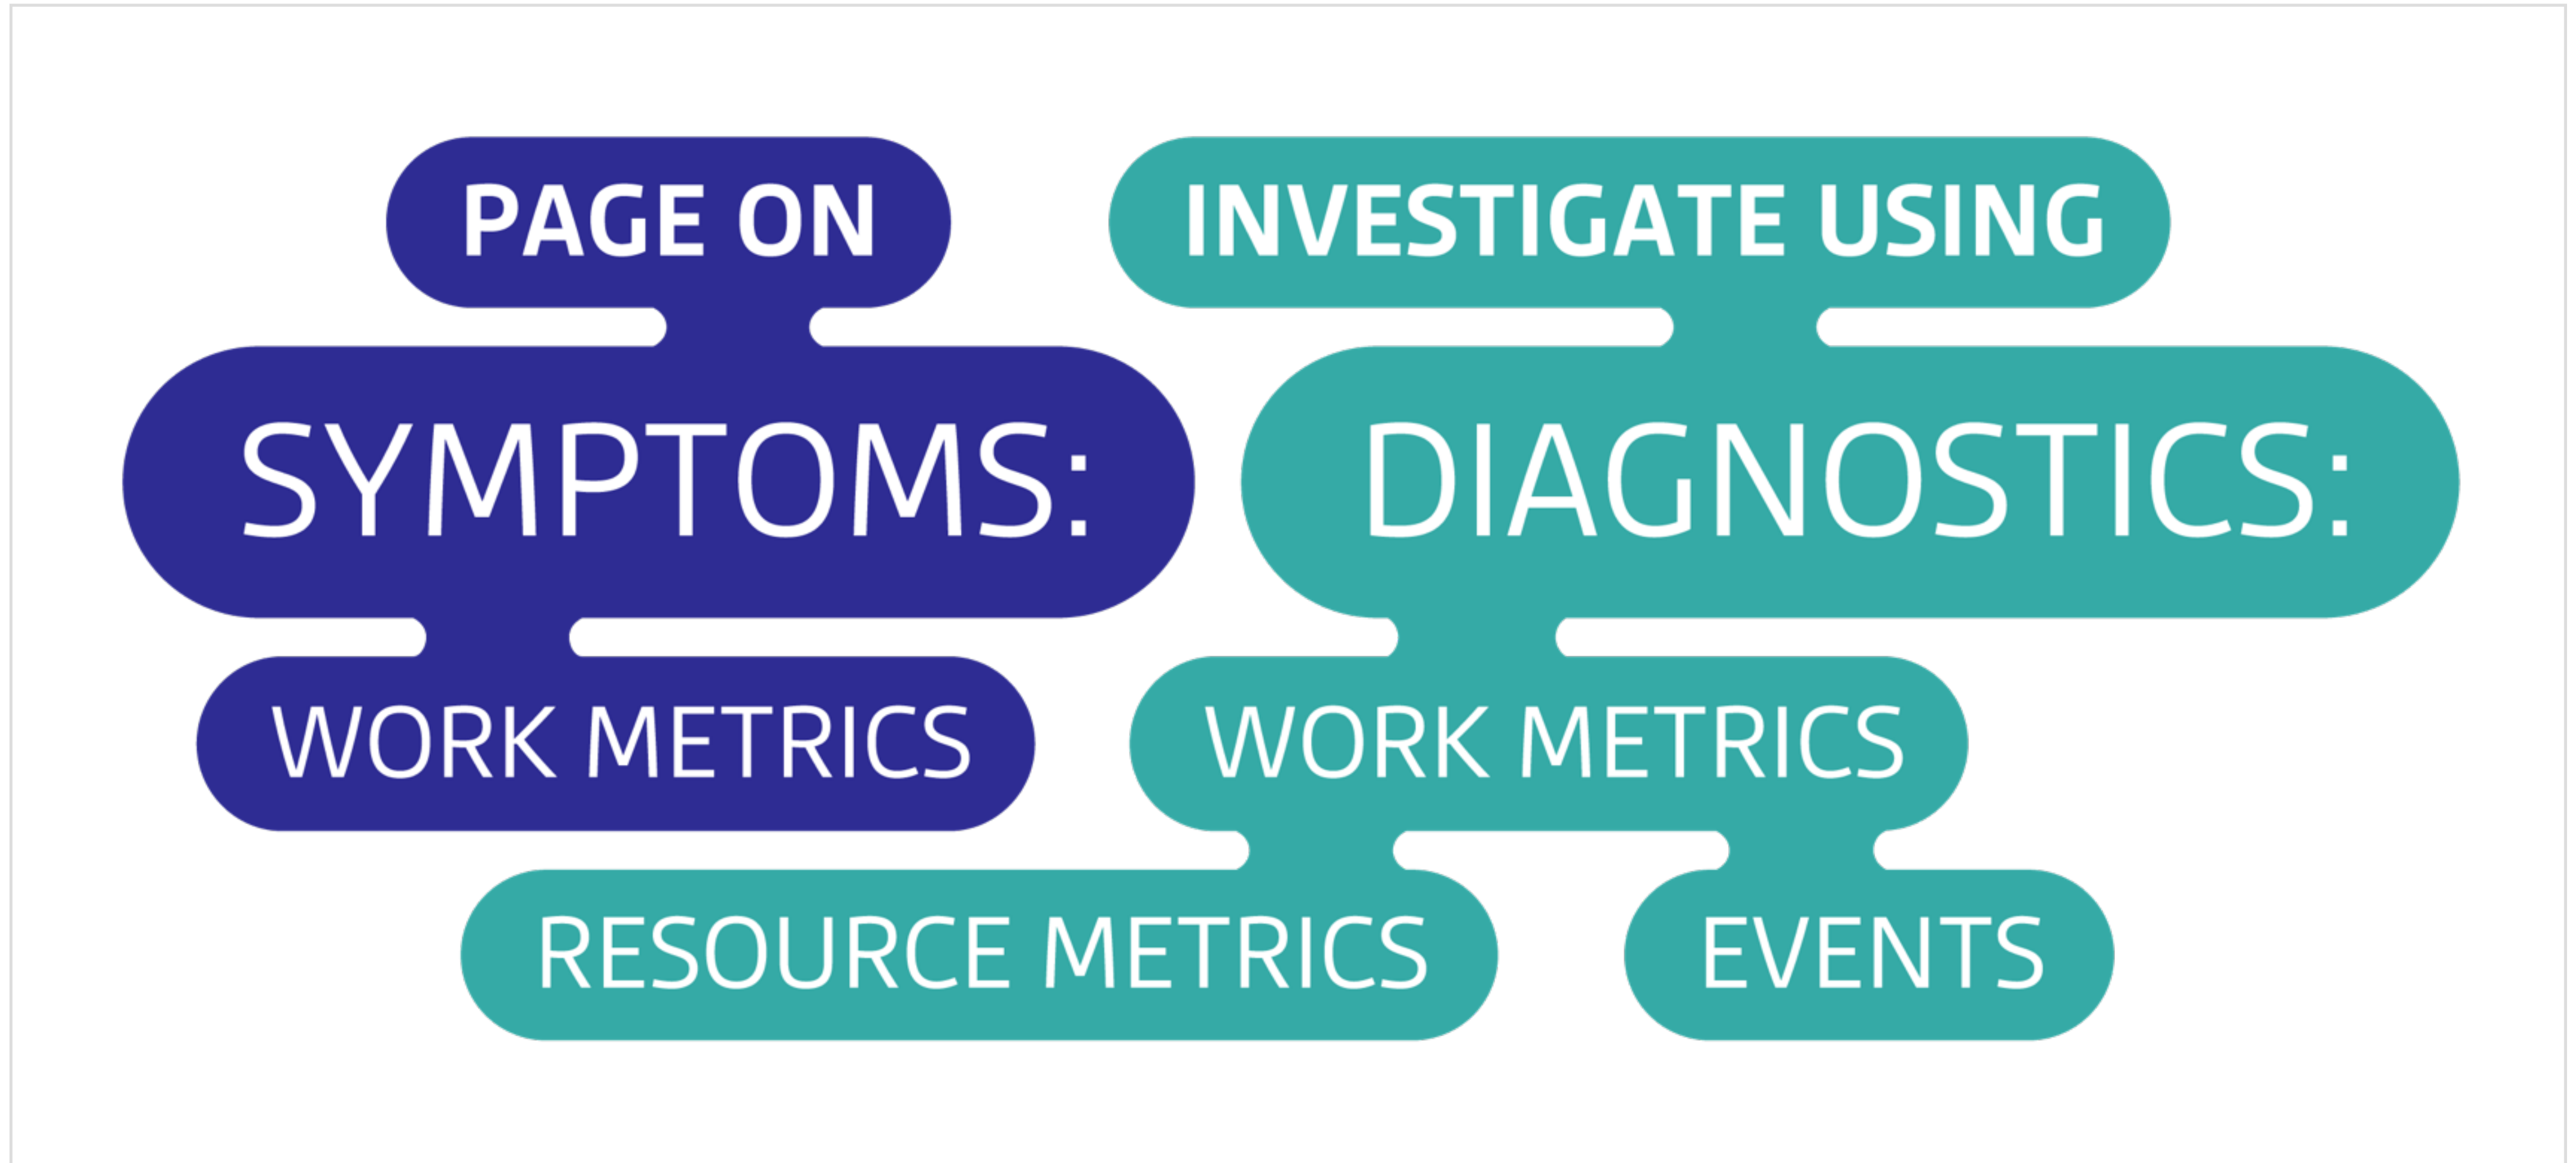 PAGE ON
SYMPTOMS:
WORK METRICS
INVESTIGATE USING
DIAGNOSTICS:
WORK METRICS
RESOURCE METRICS
EVENTS